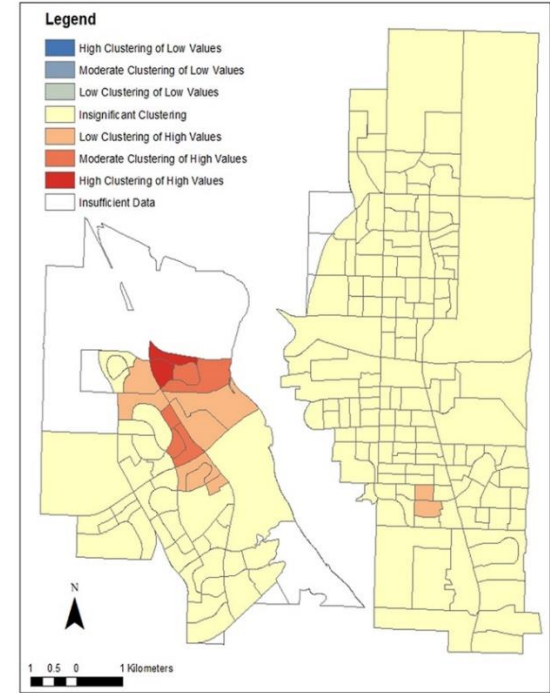 Legend
High Clustering of Low Values
Moderate Clustering of Low Values
Low Clustering of Low Values
Insignificant Clustering
Low Clustering of High Values
Moderate Clustering of High Values
High Clustering of High Values
Insufficient Data
N
1 0.5 0 1 Kilometers